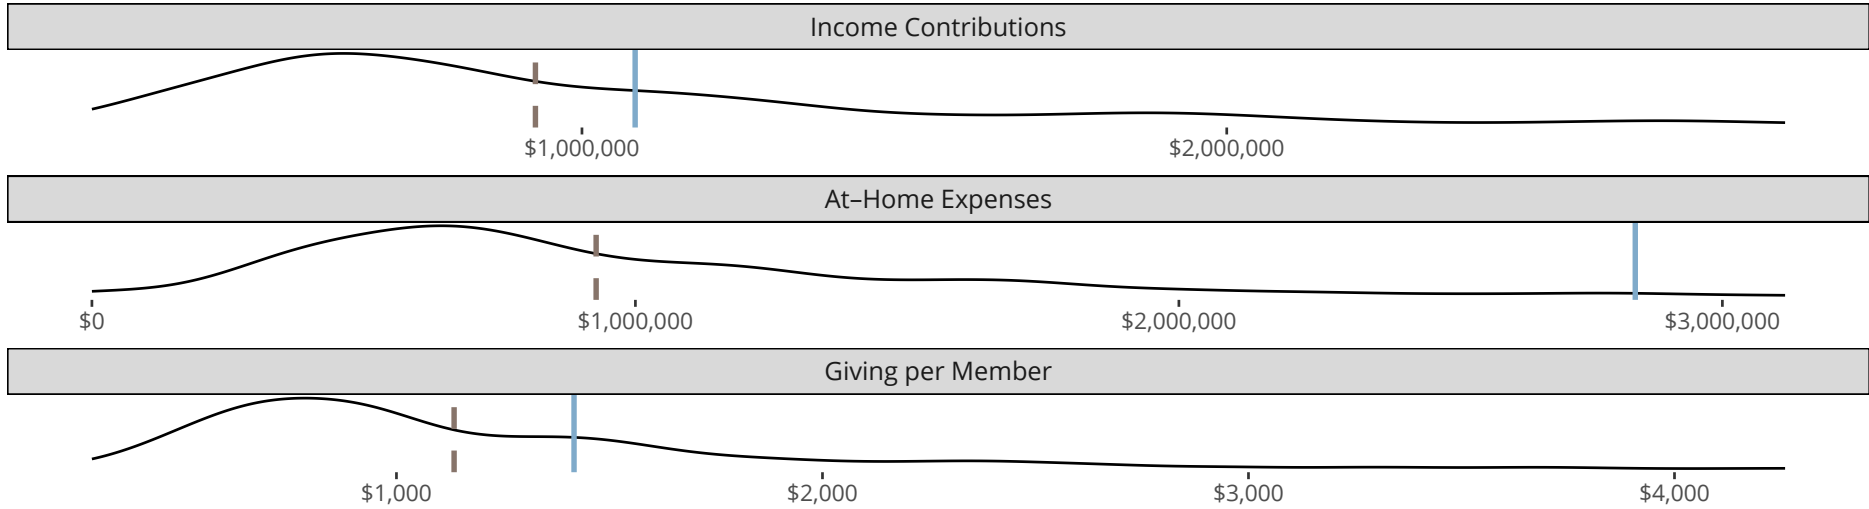 Income Contributions
$1,000,000 $2,000,000
At–Home Expenses
$0 $1,000,000 $2,000,000 $3,000,000
Giving per Member
$1,000 $2,000 $3,000 $4,000